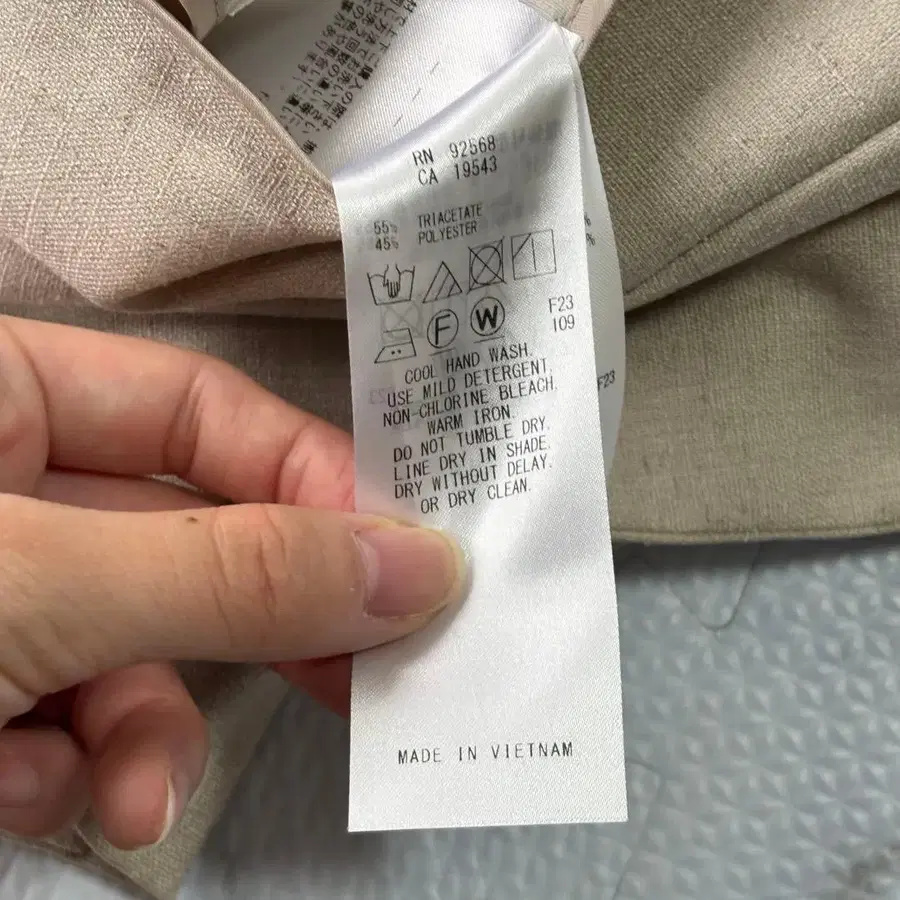 RN 92568
CA 19543
55% TRIACETATE
45% POLYESTER
F W
F23
109
COOL HAND WASH.
USE MILD DETERGENT.
NON-CHLORINE BLEACH.
WARM IRON.
DO NOT TUMBLE DRY.
LINE DRY IN SHADE.
DRY WITHOUT DELAY.
OR DRY CLEAN.
MADE IN VIETNAM
%
%
F23